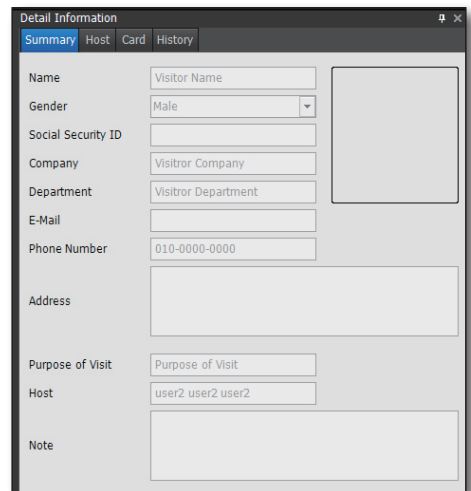 Detail Information
Summary Host Card History
Name Visitor Name
Gender Male
Social Security ID
Company Visitror Company
Department Visitror Department
E-Mail
Phone Number 010-0000-0000
Address
Purpose of Visit Purpose of Visit
Host user2 user2 user2
Note